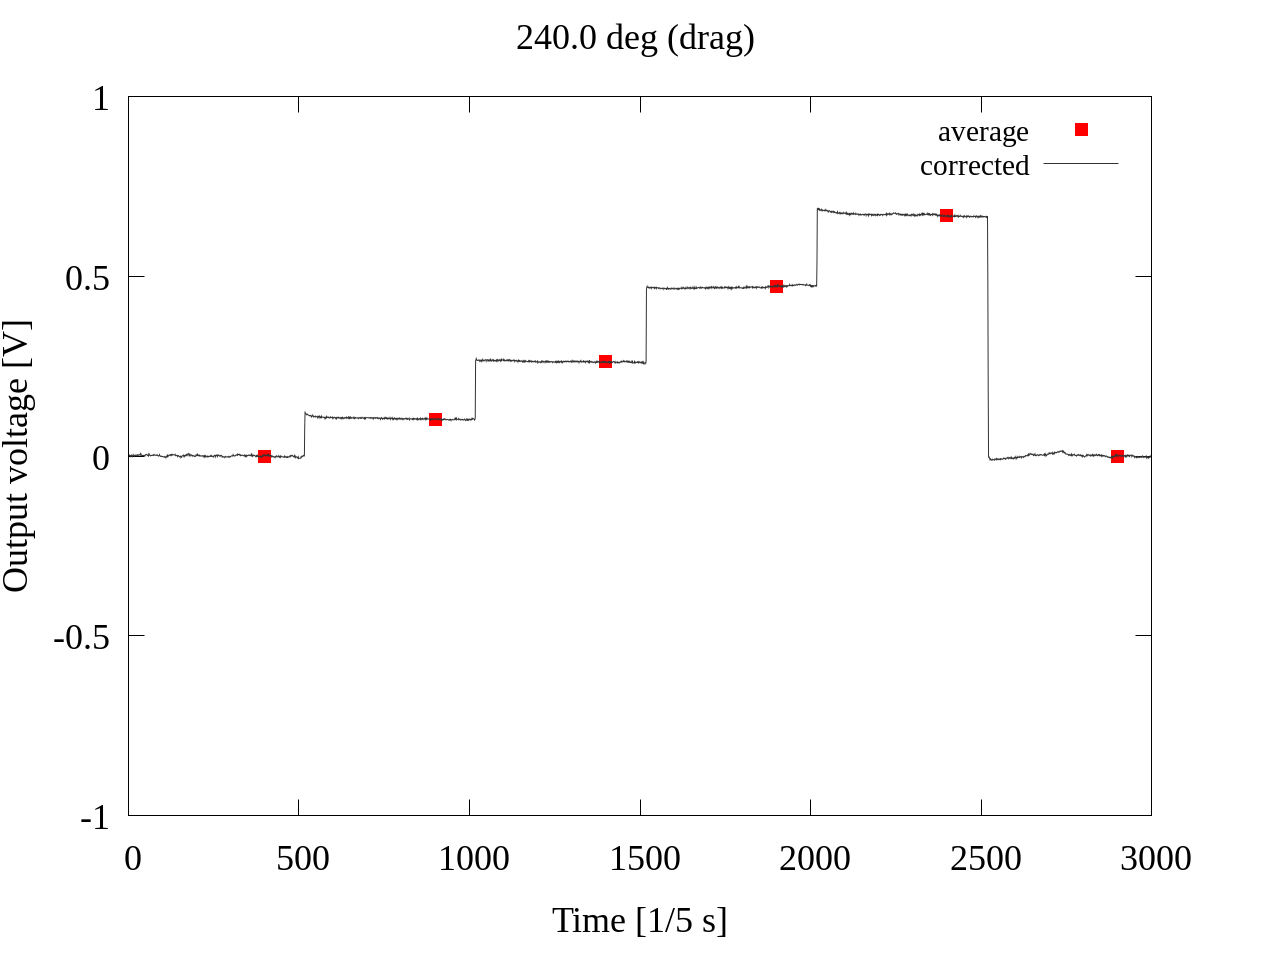 240.0 deg (drag)
average
corrected
1
0.5
0
-0.5
-1
Output voltage [V]
0 500 1000 1500 2000 2500 3000
Time [1/5 s]